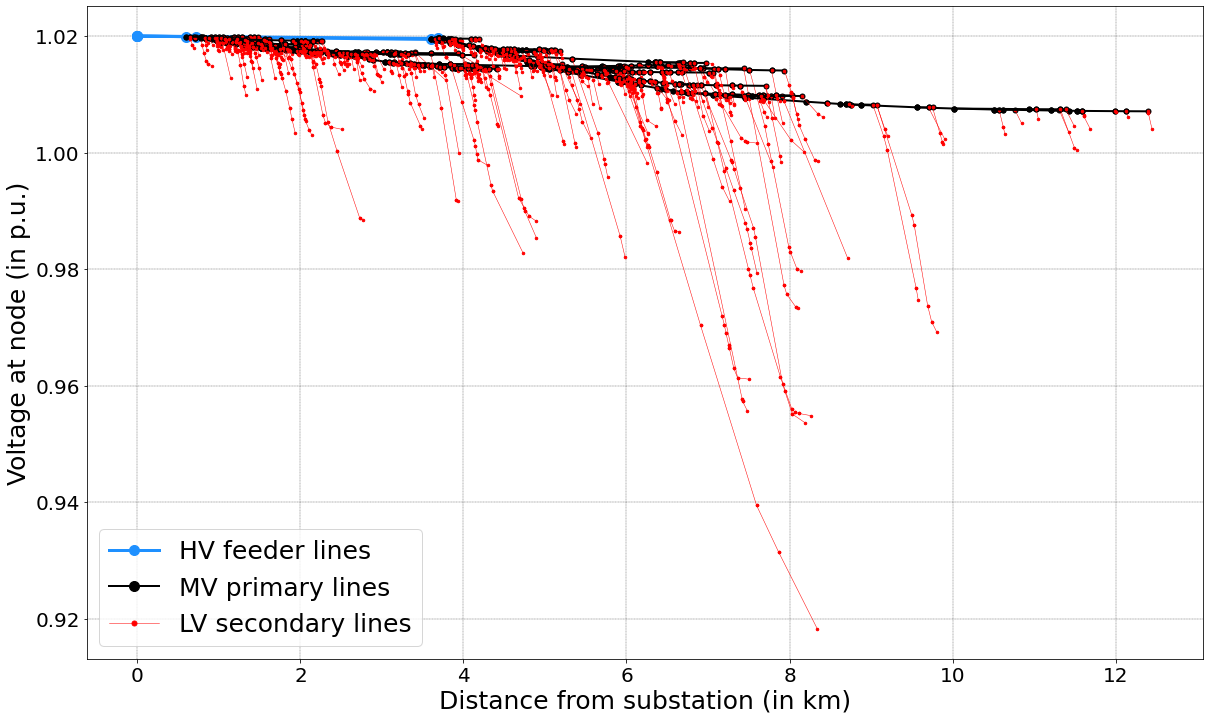 Voltage at node (in p.u.)
1.02
1.00
0.98
0.96
0.94
0.92
HV feeder lines
MV primary lines
LV secondary lines
0 2 4 6 8 10 12
Distance from substation (in km)